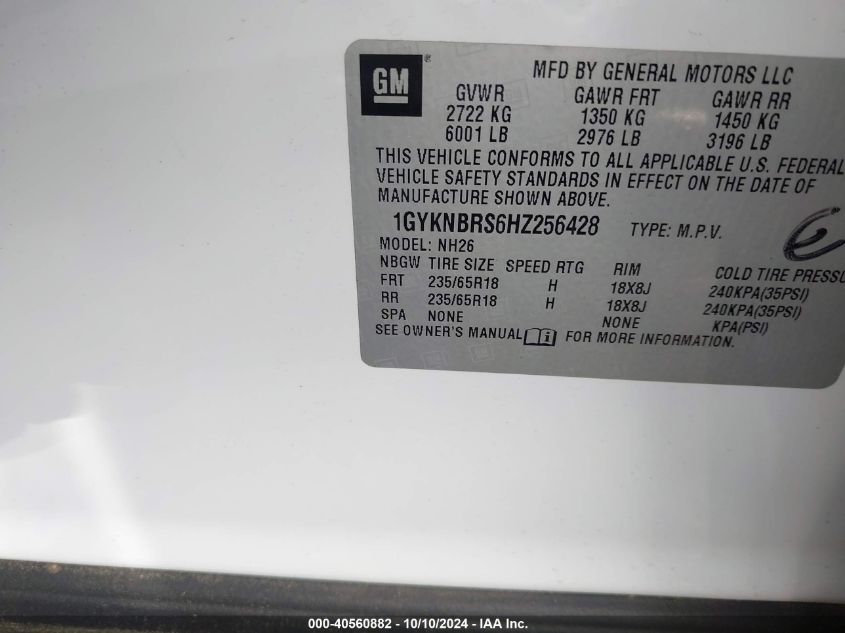 GM®
MFD BY GENERAL MOTORS LLC
GVWR GAWR FRT GAWR RR
2722 KG 1350 KG 1450 KG
6001 LB 2976 LB 3196 LB
THIS VEHICLE CONFORMS TO ALL APPLICABLE U.S. FEDERAL
VEHICLE SAFETY STANDARDS IN EFFECT ON THE DATE OF
MANUFACTURE SHOWN ABOVE.
1GYKNBRS6HZ256428 TYPE: M.P.V.
MODEL: NH26
NBGW TIRE SIZE SPEED RTG RIM COLD TIRE PRESSU
FRT 235/65R18 H 18X8J 240KPA(35PSI)
RR 235/65R18 H 18X8J 240KPA(35PSI)
SPA NONE NONE KPA(PSI)
SEE OWNER'S MANUAL FOR MORE INFORMATION.
000-40560882 - 10/10/2024 - IAA Inc.